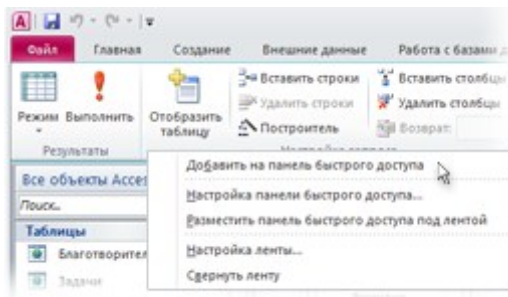 A
Файл Главная Создание Внешние данные Работа с базами д
Режим Выполнить Отобразить таблицу
Вставить строки Вставить столбцы
Удалить строки Удалить столбцы
Построитель Возврат:
Результаты
Добавить на панель быстрого доступа
Настройка панели быстрого доступа...
Разместить панель быстрого доступа под лентой
Настройка ленты...
Свернуть ленту
Все объекты Acces
Поиск...
Таблицы
Благотворител
Задачи